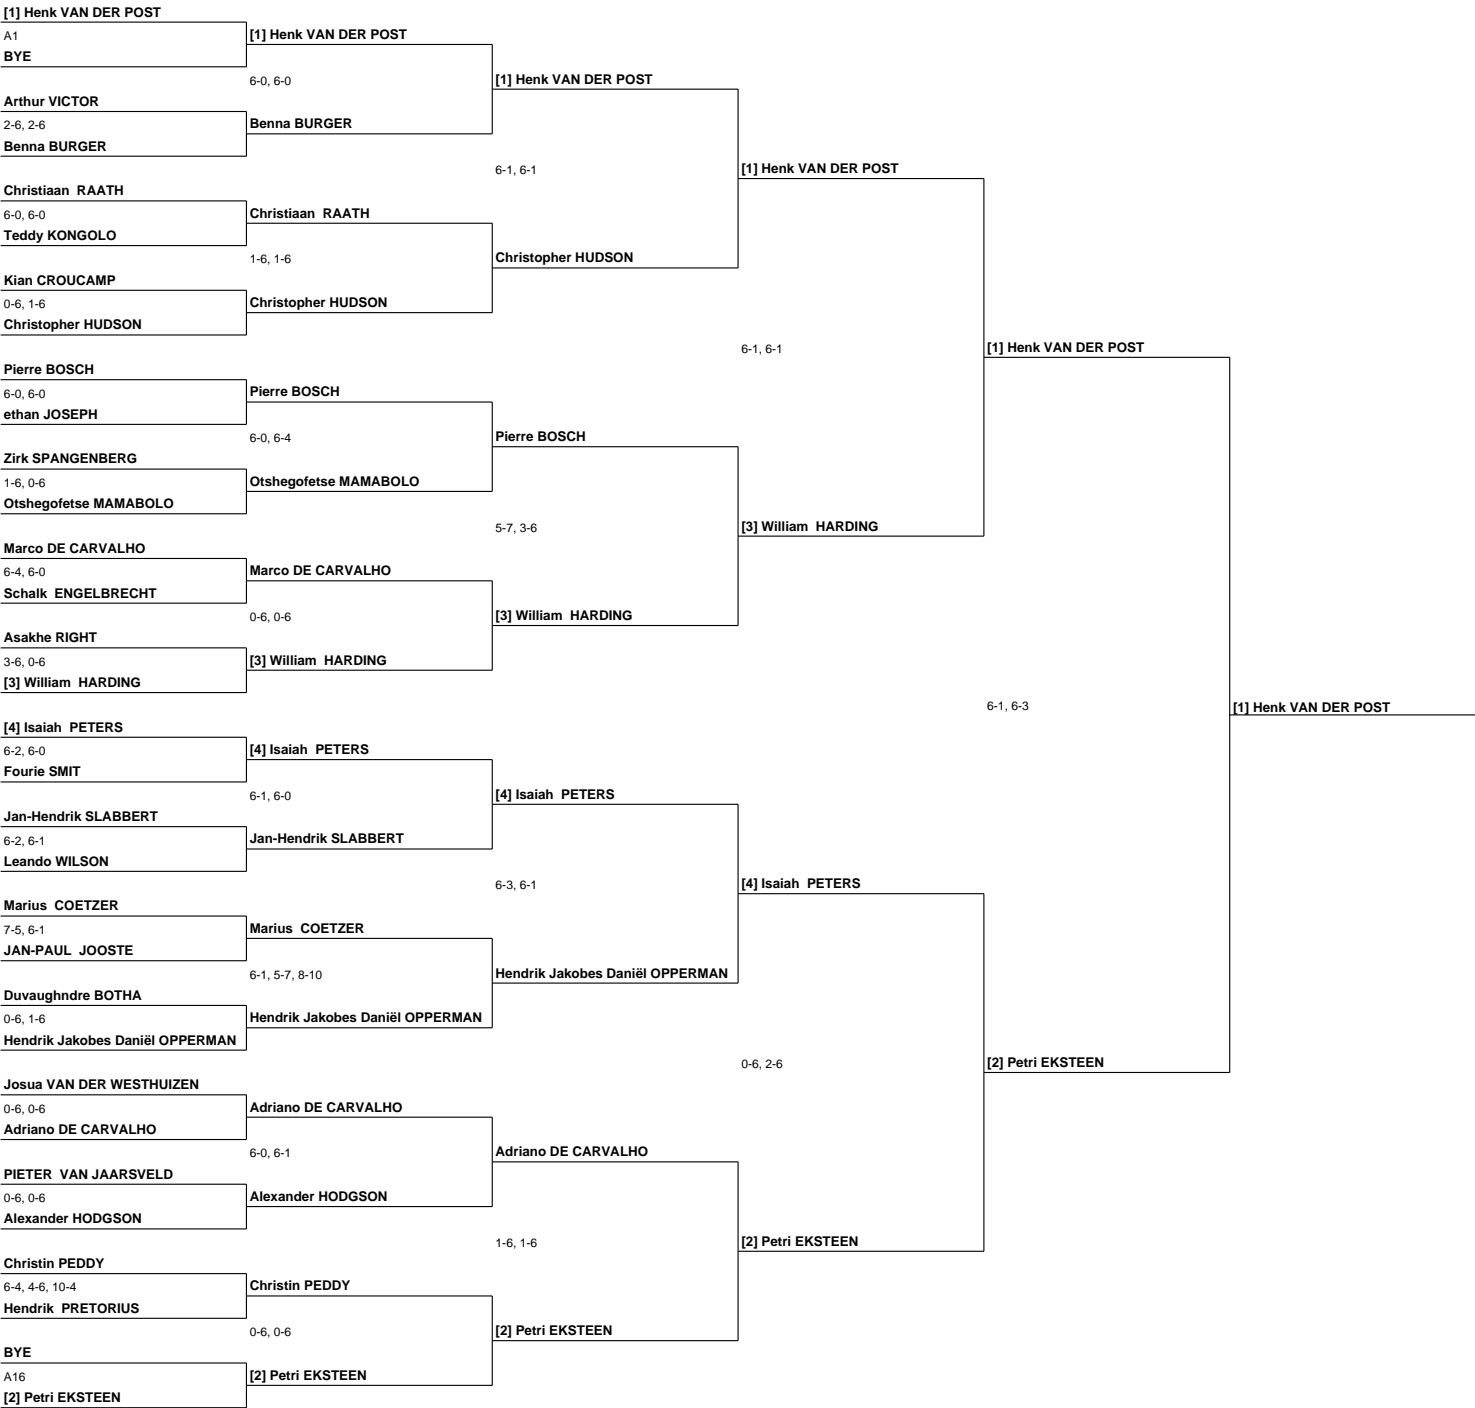 [1] Henk VAN DER POST
A1
[1] Henk VAN DER POST
BYE
6-0, 6-0
[1] Henk VAN DER POST
Arthur VICTOR
2-6, 2-6
Benna BURGER
Benna BURGER
6-1, 6-1
[1] Henk VAN DER POST
Christiaan RAATH
6-0, 6-0
Christiaan RAATH
Teddy KONGOLO
1-6, 1-6
Christopher HUDSON
Kian CROUCAMP
0-6, 1-6
Christopher HUDSON
Christopher HUDSON
6-1, 6-1
[1] Henk VAN DER POST
Pierre BOSCH
6-0, 6-0
Pierre BOSCH
ethan JOSEPH
6-0, 6-4
Pierre BOSCH
Zirk SPANGENBERG
1-6, 0-6
Otshegofetse MAMABOLO
Otshegofetse MAMABOLO
5-7, 3-6
[3] William HARDING
Marco DE CARVALHO
6-4, 6-0
Marco DE CARVALHO
Schalk ENGELBRECHT
0-6, 0-6
[3] William HARDING
Asakhe RIGHT
3-6, 0-6
[3] William HARDING
[3] William HARDING
6-1, 6-3
[1] Henk VAN DER POST
[4] Isaiah PETERS
6-2, 6-0
[4] Isaiah PETERS
Fourie SMIT
6-1, 6-0
[4] Isaiah PETERS
Jan-Hendrik SLABBERT
6-2, 6-1
Jan-Hendrik SLABBERT
Leando WILSON
6-3, 6-1
[4] Isaiah PETERS
Marius COETZER
7-5, 6-1
Marius COETZER
JAN-PAUL JOOSTE
6-1, 5-7, 8-10
Hendrik Jakobes Daniël OPPERMAN
Duvaughndre BOTHA
0-6, 1-6
Hendrik Jakobes Daniël OPPERMAN
Hendrik Jakobes Daniël OPPERMAN
0-6, 2-6
[2] Petri EKSTEEN
Josua VAN DER WESTHUIZEN
0-6, 0-6
Adriano DE CARVALHO
Adriano DE CARVALHO
6-0, 6-1
Adriano DE CARVALHO
PIETER VAN JAARSVELD
0-6, 0-6
Alexander HODGSON
Alexander HODGSON
1-6, 1-6
[2] Petri EKSTEEN
Christin PEDDY
6-4, 4-6, 10-4
Christin PEDDY
Hendrik PRETORIUS
0-6, 0-6
[2] Petri EKSTEEN
BYE
A16
[2] Petri EKSTEEN
[2] Petri EKSTEEN